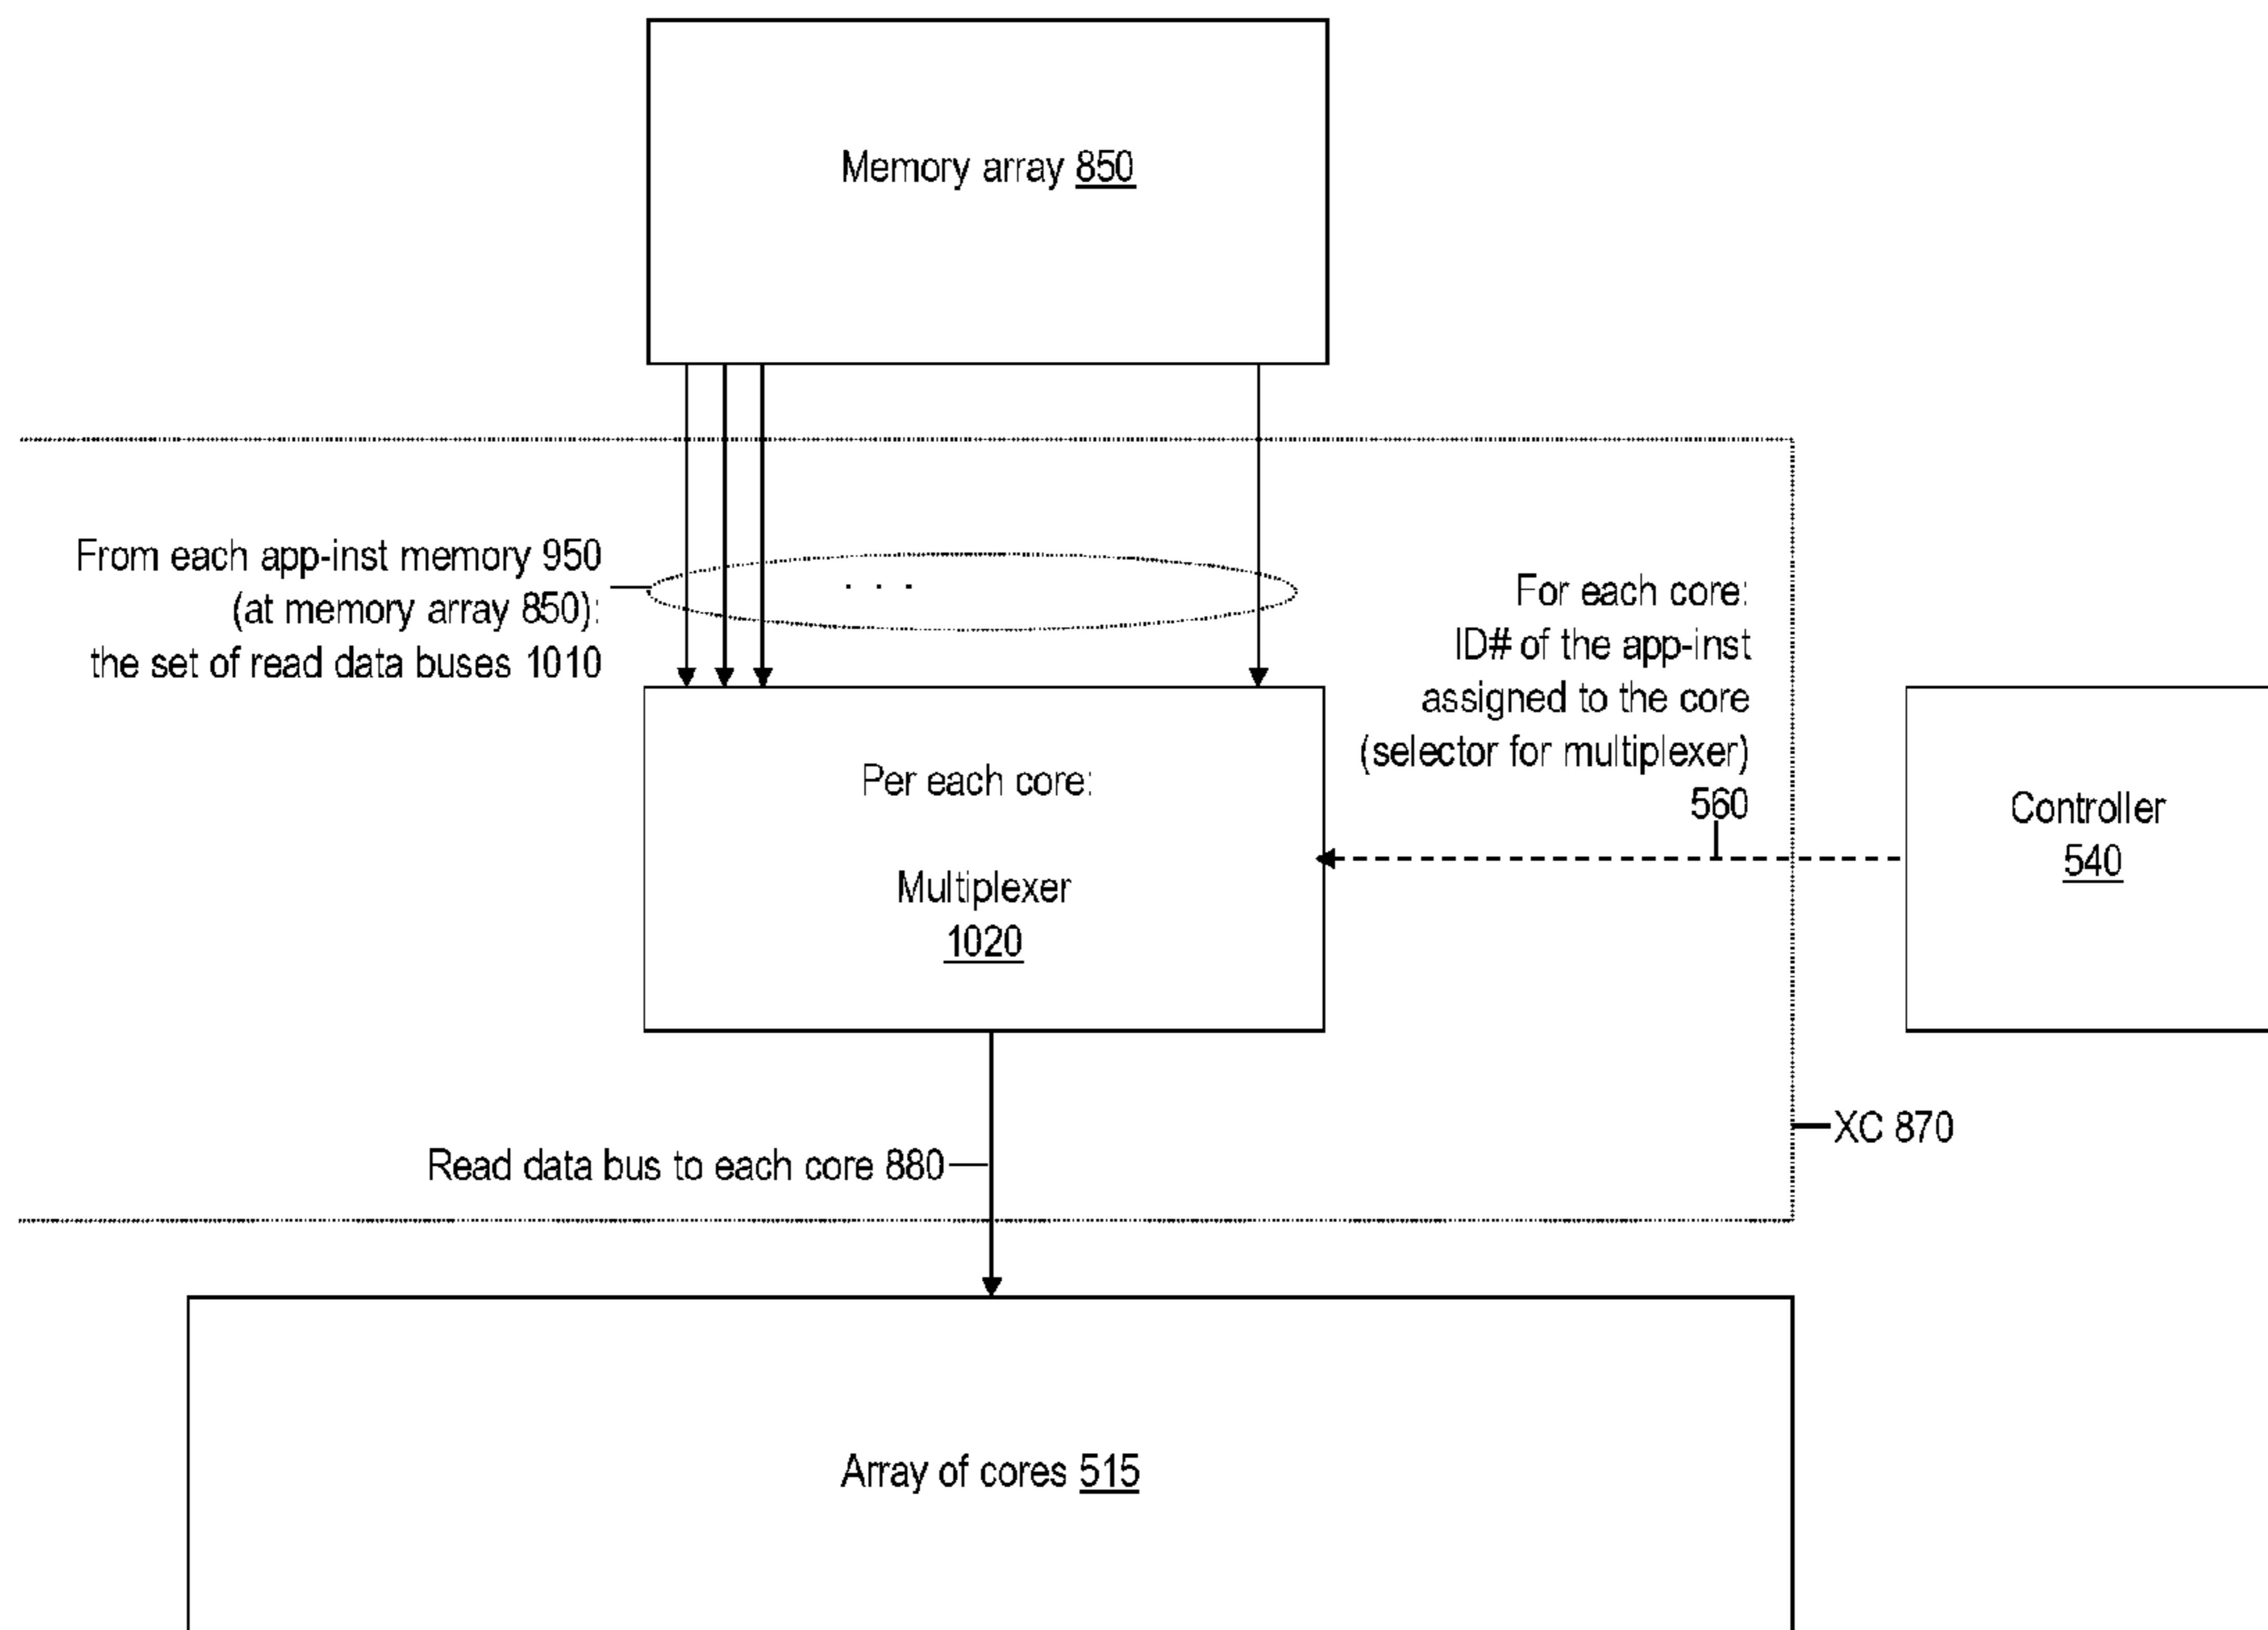 Memory array 850
From each app-inst memory 950
(at memory array 850):
the set of read data buses 1010
. . .
For each core:
ID# of the app-inst
assigned to the core
(selector for multiplexer)
560
Per each core:
Multiplexer
1020
Controller
540
XC 870
Read data bus to each core 880
Array of cores 515